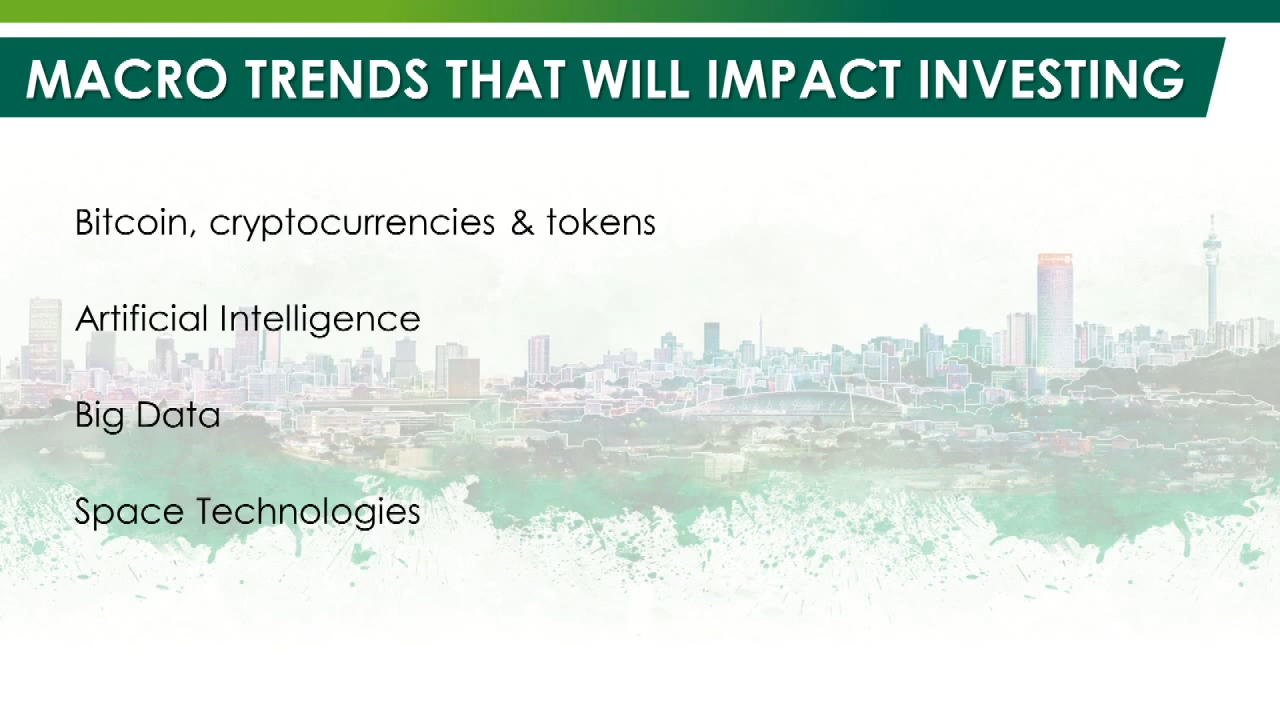 MACRO TRENDS THAT WILL IMPACT INVESTING
Bitcoin, cryptocurrencies & tokens
Artificial Intelligence
Big Data
Space Technologies